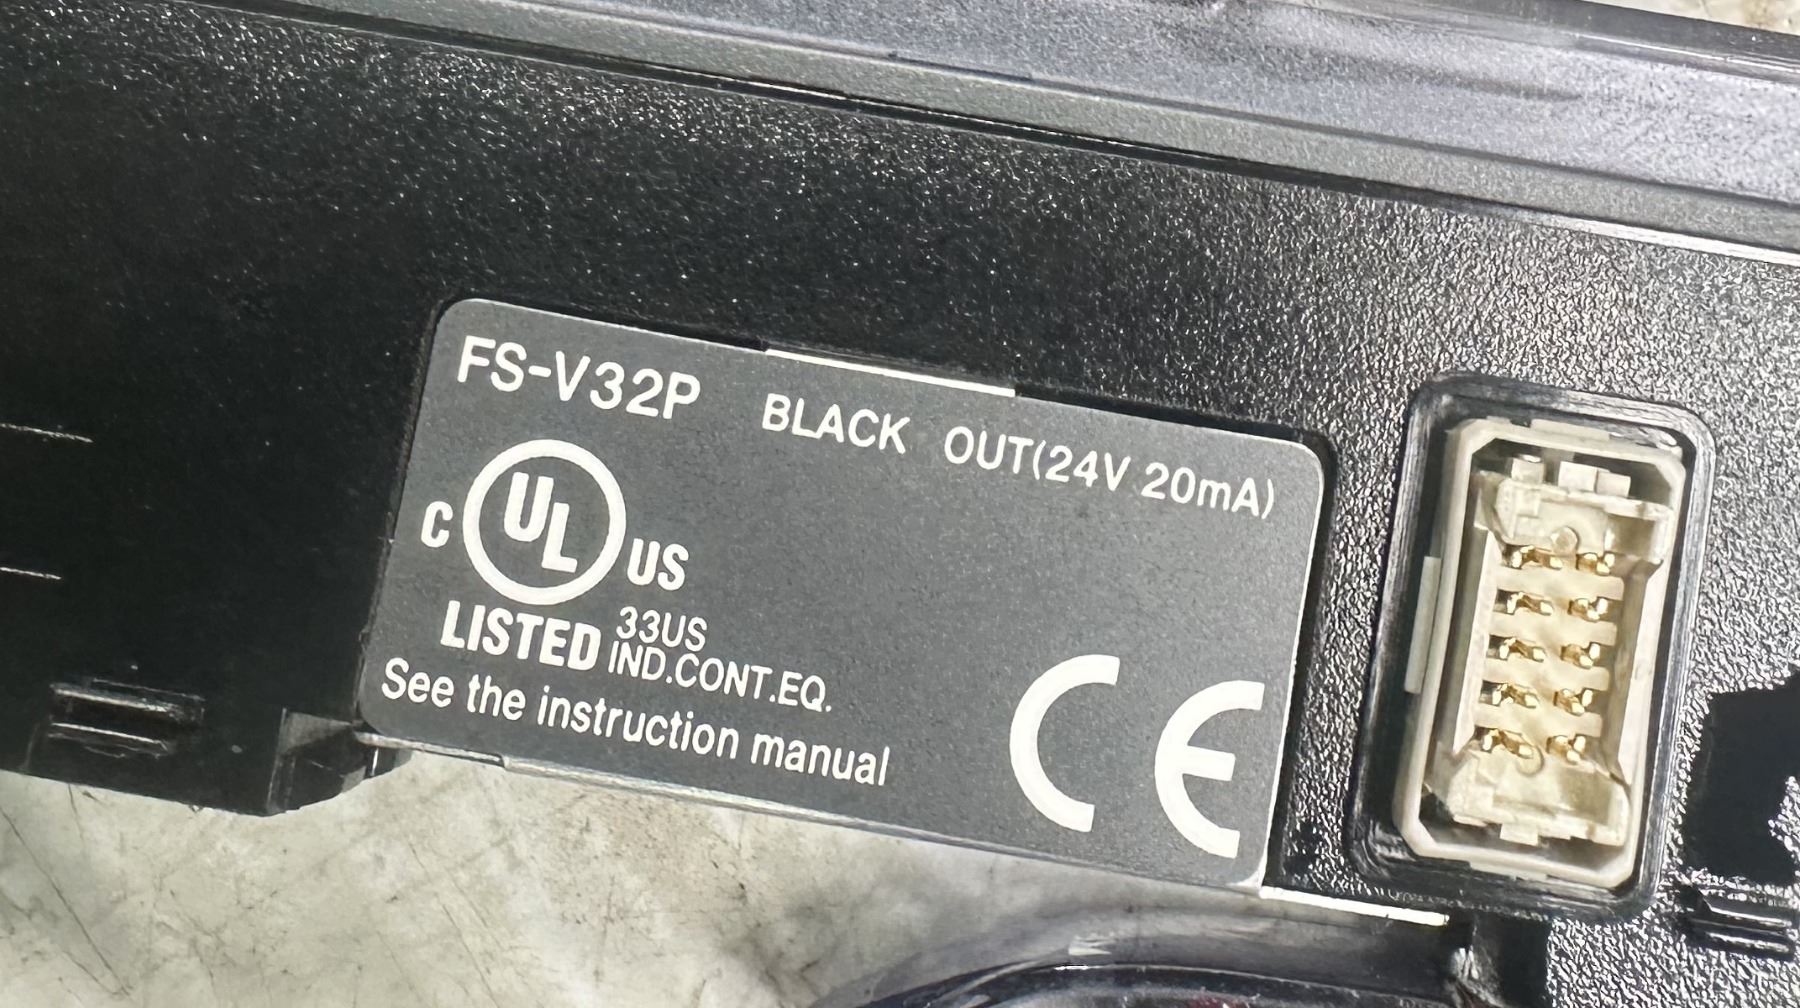 FS-V32P BLACK OUT(24V 20mA)
C UL US
LISTED 33US
IND.CONT.EQ.
See the instruction manual
CE